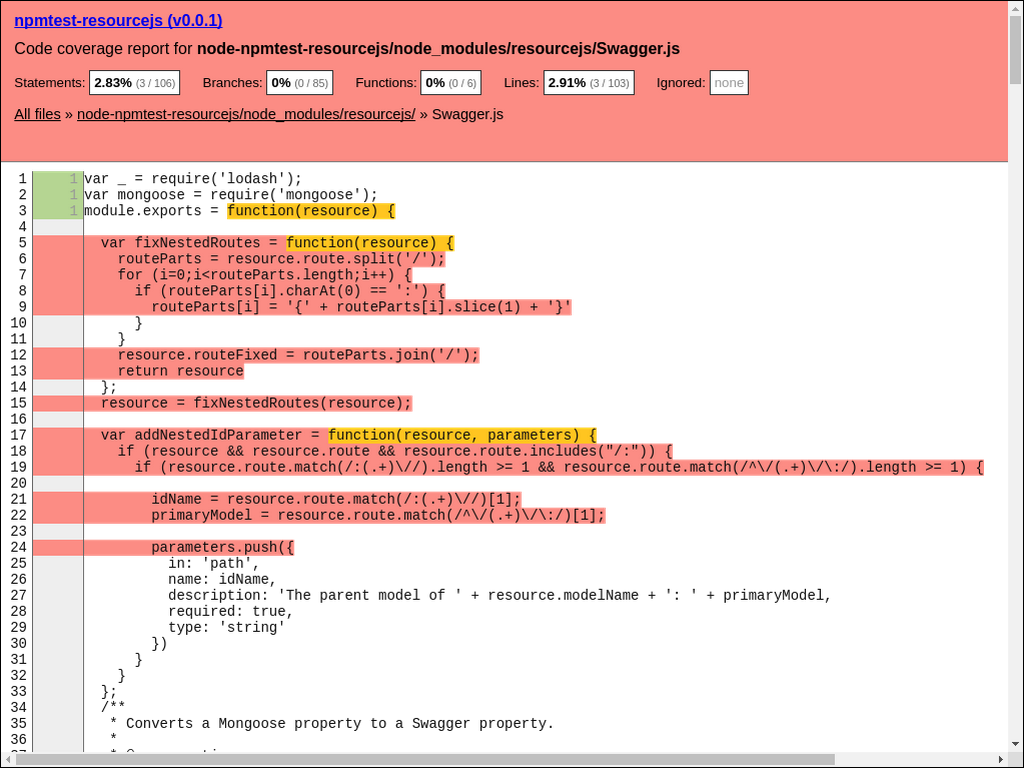 npmtest-resourcejs (v0.0.1)
Code coverage report for node-npmtest-resourcejs/node_modules/resourcejs/Swagger.js
Statements: 2.83% (3 / 106) Branches: 0% (0 / 85) Functions: 0% (0 / 6) Lines: 2.91% (3 / 103) Ignored: none
All files » node-npmtest-resourcejs/node_modules/resourcejs/ » Swagger.js
1 1 var _ = require('lodash');
2 1 var mongoose = require('mongoose');
3 1 module.exports = function(resource) {
4
5 var fixNestedRoutes = function(resource) {
6 routeParts = resource.route.split('/');
7 for (i=0;i<routeParts.length;i++) {
8 if (routeParts[i].charAt(0) == ':') {
9 routeParts[i] = '{' + routeParts[i].slice(1) + '}'
10 }
11 }
12 resource.routeFixed = routeParts.join('/');
13 return resource
14 };
15 resource = fixNestedRoutes(resource);
16
17 var addNestedIdParameter = function(resource, parameters) {
18 if (resource && resource.route && resource.route.includes("/:")) {
19 if (resource.route.match(/:(.+)\//).length >= 1 && resource.route.match(/^\/(.+)\/\:/).length >= 1) {
20
21 idName = resource.route.match(/:(.+)\//)[1];
22 primaryModel = resource.route.match(/^\/(.+)\/\:/)[1];
23
24 parameters.push({
25 in: 'path',
26 name: idName,
27 description: 'The parent model of ' + resource.modelName + ': ' + primaryModel,
28 required: true,
29 type: 'string'
30 })
31 }
32 }
33 };
34 /**
35 * Converts a Mongoose property to a Swagger property.
36 *